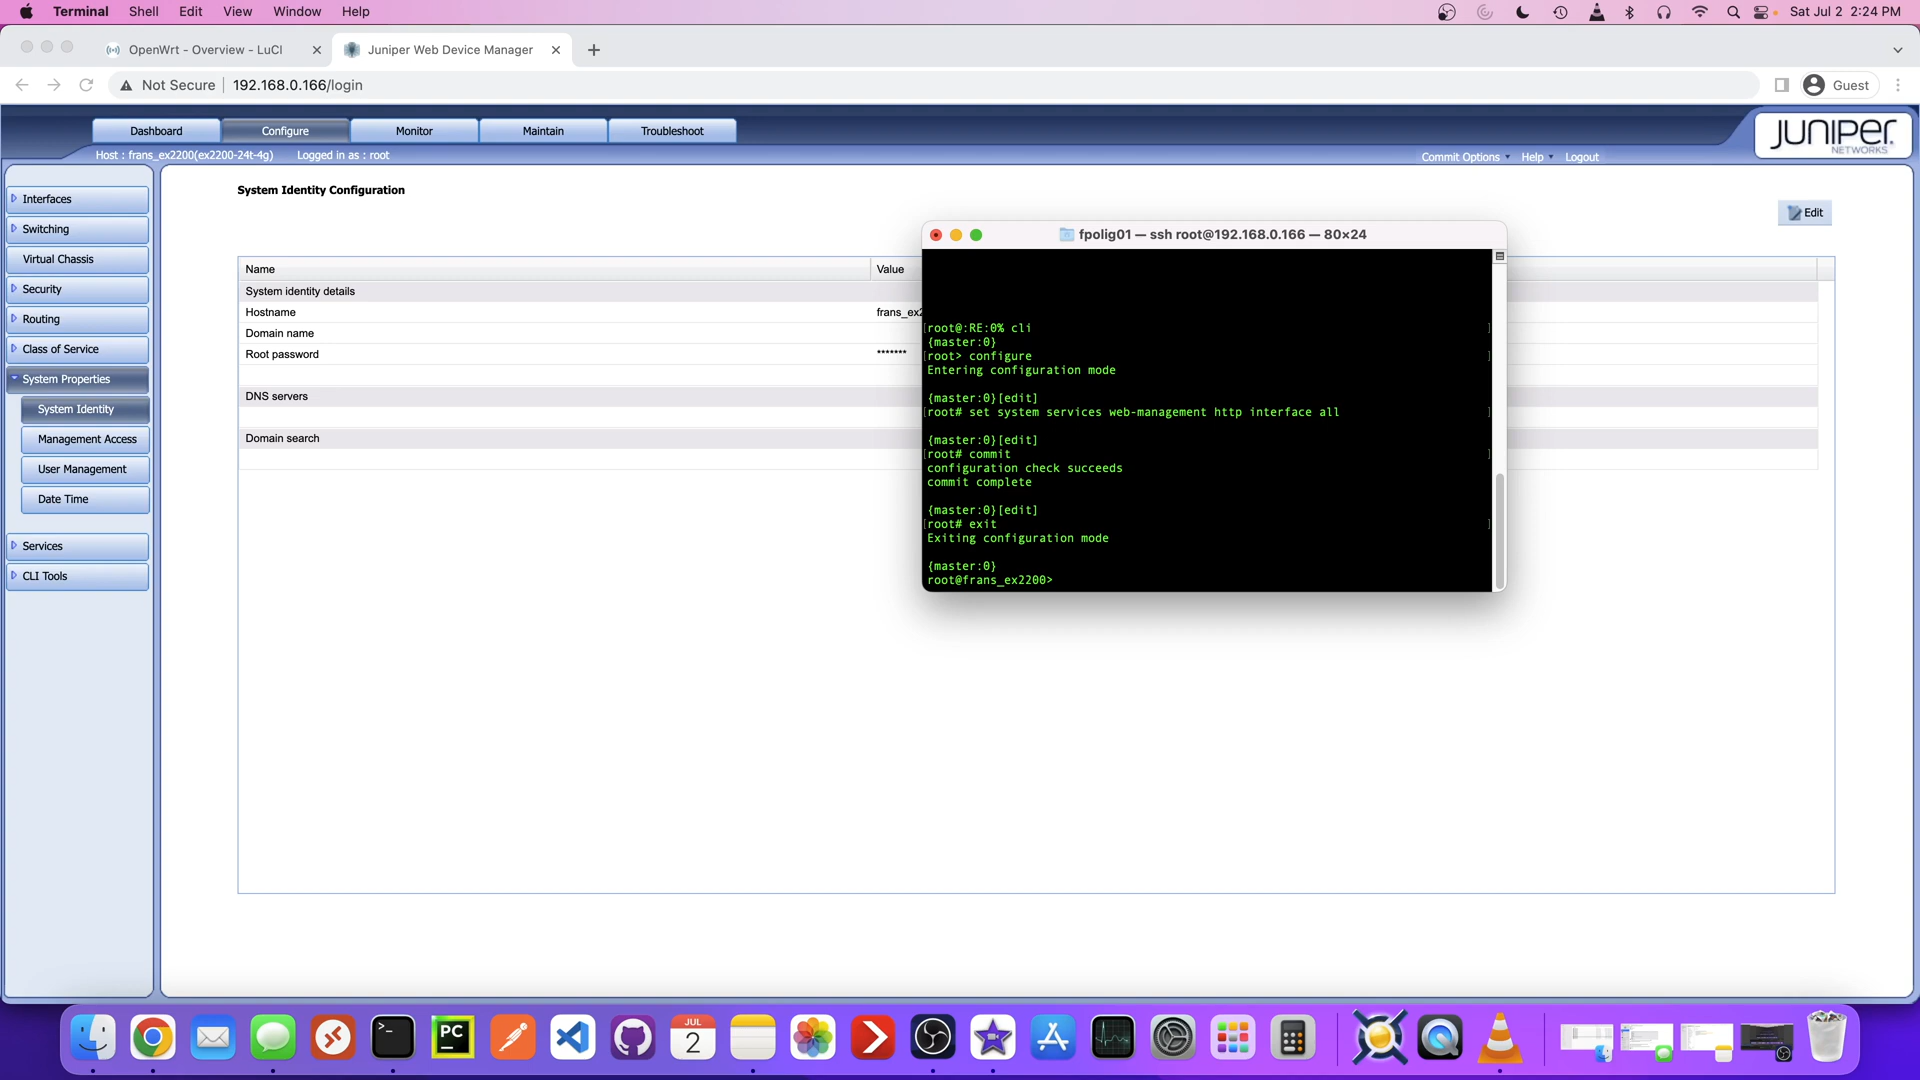 Terminal Shell Edit View Window Help Sat Jul 2 2:24 PM
OpenWrt - Overview - LuCI Juniper Web Device Manager
Not Secure 192.168.0.166/login Guest
Dashboard Configure Monitor Maintain Troubleshoot
JUNIPER
NETWORKS
Host : frans_ex2200(ex2200-24t-4g) Logged in as : root Commit Options Help Logout
Interfaces
Switching
Virtual Chassis
Security
Routing
Class of Service
System Properties
System Identity
Management Access
User Management
Date Time
Services
CLI Tools
System Identity Configuration
Edit
Name Value
System identity details
Hostname frans_ex2
Domain name
Root password *******
DNS servers
Domain search
fpolig01 — ssh root@192.168.0.166 — 80×24
[root@:RE:0% cli ]
{master:0}
[root> configure ]
Entering configuration mode
{master:0}[edit]
[root# set system services web-management http interface all ]
{master:0}[edit]
[root# commit ]
configuration check succeeds
commit complete
{master:0}[edit]
[root# exit ]
Exiting configuration mode
{master:0}
root@frans_ex2200>
>_
PC
JUL
2